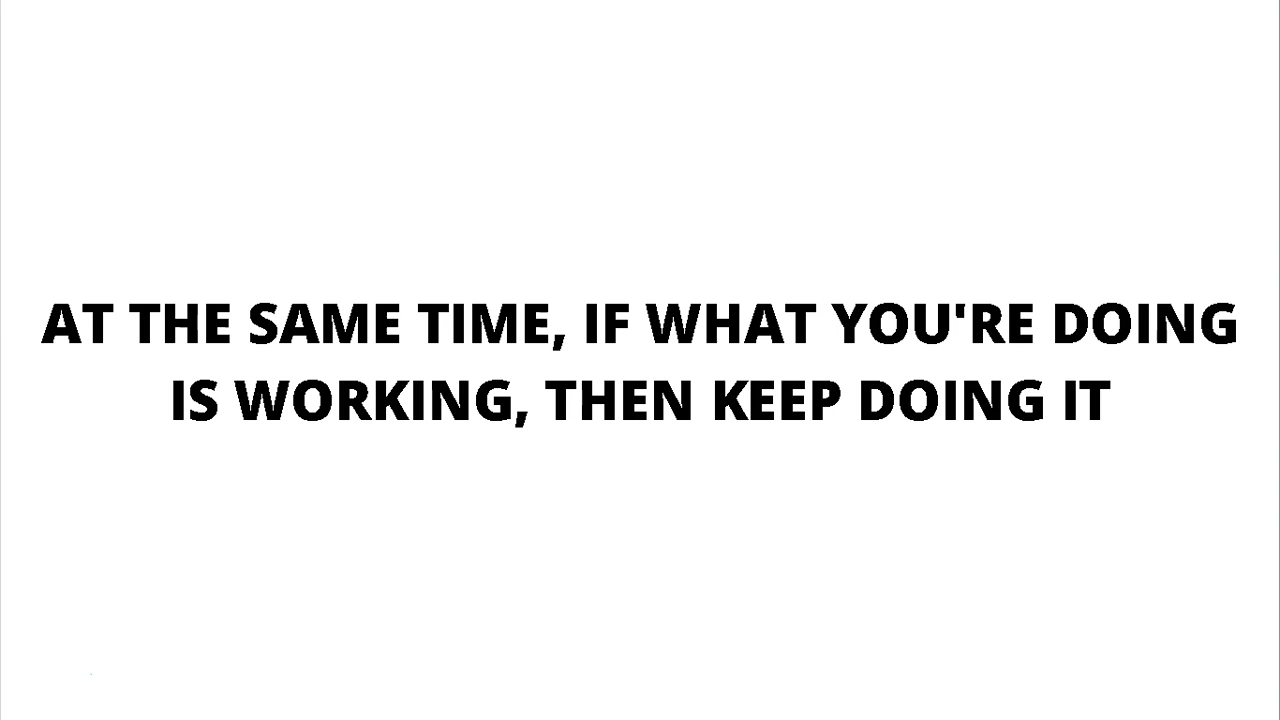 AT THE SAME TIME, IF WHAT YOU'RE DOING
IS WORKING, THEN KEEP DOING IT